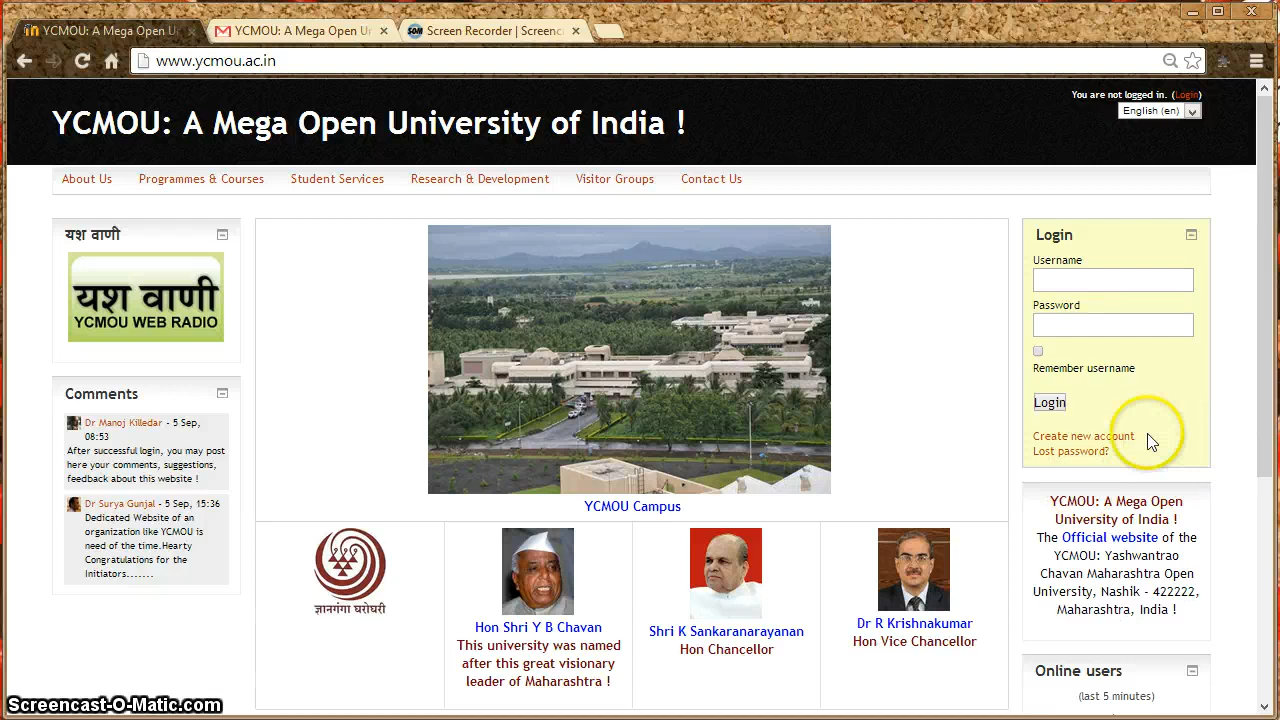 YCMOU: A Mega Open Un
YCMOU: A Mega Open Ur
Screen Recorder | Screenc
www.ycmou.ac.in
You are not logged in. (Login)
English (en)
YCMOU: A Mega Open University of India !
About Us
Programmes & Courses
Student Services
Research & Development
Visitor Groups
Contact Us
यश वाणी
यश वाणी
YCMOU WEB RADIO
Comments
Dr Manoj Killedar - 5 Sep,
08:53
After successful login, you may post
here your comments, suggestions,
feedback about this website !
Dr Surya Gunjal - 5 Sep, 15:36
Dedicated Website of an
organization like YCMOU is
need of the time.Hearty
Congratulations for the
Initiators.......
YCMOU Campus
ज्ञानगंगा घरोघरी
Hon Shri Y B Chavan
This university was named
after this great visionary
leader of Maharashtra !
Shri K Sankaranarayanan
Hon Chancellor
Dr R Krishnakumar
Hon Vice Chancellor
Login
Username
Password
Remember username
Login
Create new account
Lost password?
YCMOU: A Mega Open
University of India !
The Official website of the
YCMOU: Yashwantrao
Chavan Maharashtra Open
University, Nashik - 422222,
Maharashtra, India !
Online users
(last 5 minutes)
Screencast-O-Matic.com